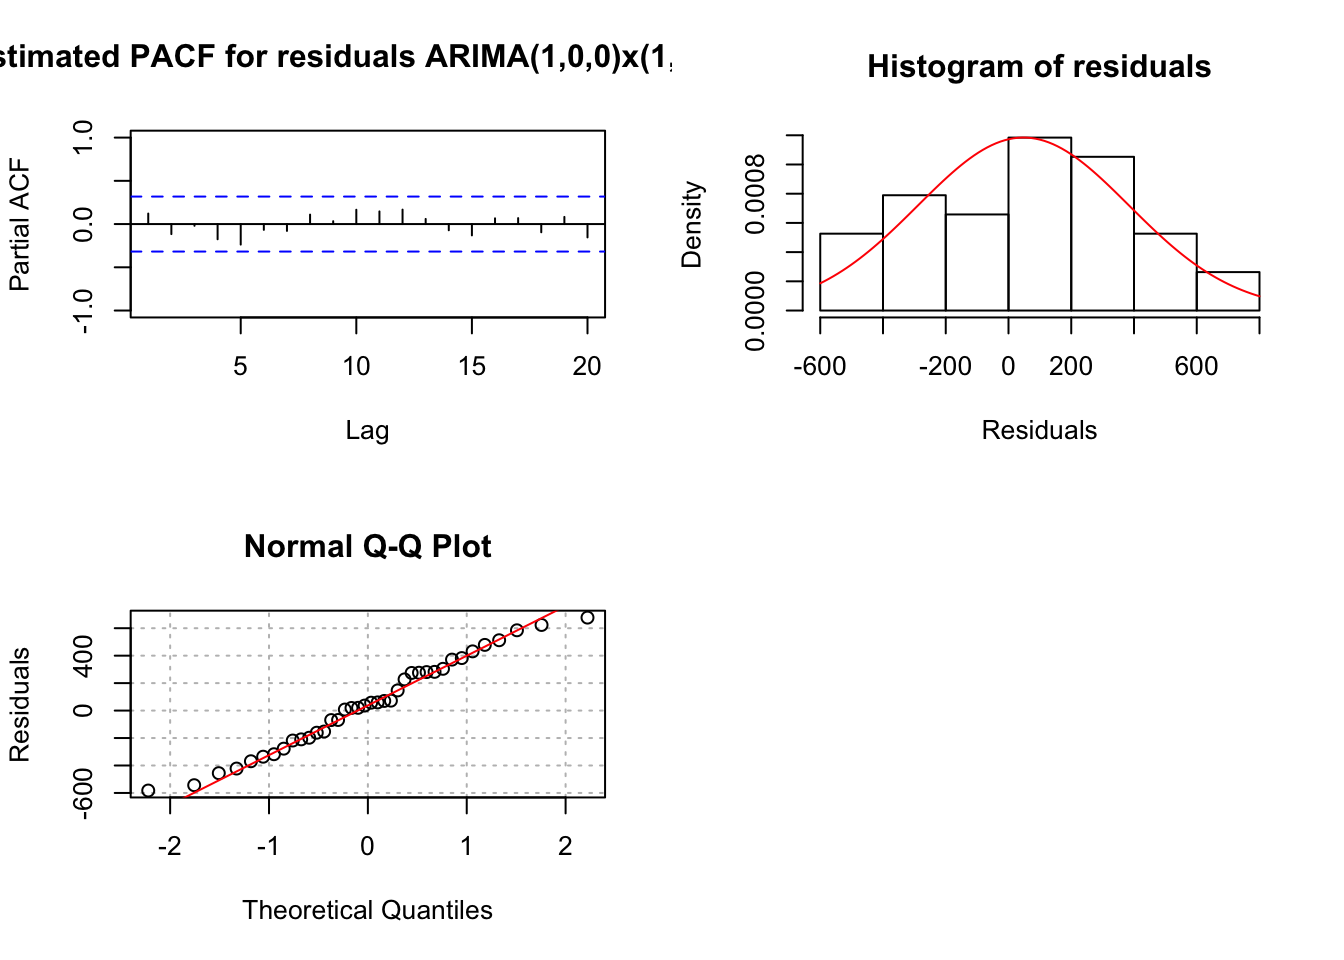 stimated PACF for residuals ARIMA(1,0,0)x(1,
Partial ACF
1.0
0.0
-1.0
5 10 15 20
Lag
Histogram of residuals
Density
0.0008
0.0000
-600 -200 0 200 600
Residuals
Normal Q-Q Plot
Residuals
400
0
-600
-2 -1 0 1 2
Theoretical Quantiles